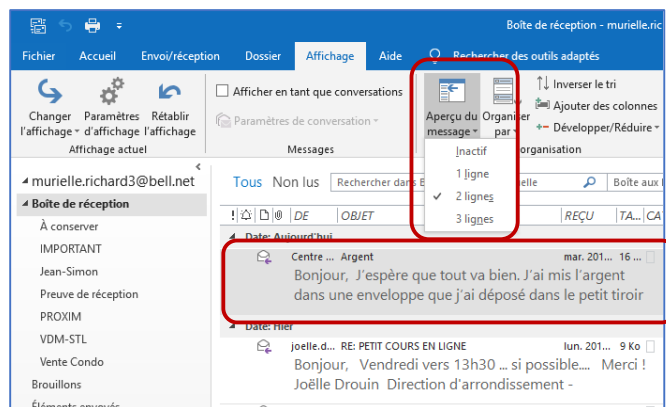 Boîte de réception - murielle.ric
Fichier Accueil Envoi/réception Dossier Affichage Aide Rechercher des outils adaptés
Changer l'affichage
Paramètres d'affichage
Rétablir l'affichage
Affichage actuel
Afficher en tant que conversations
Paramètres de conversation
Messages
Aperçu du message
Organiser par
Inverser le tri
Ajouter des colonnes
Développer/Réduire
organisation
Inactif
1 ligne
2 lignes
3 lignes
murielle.richard3@bell.net
Boîte de réception
À conserver
IMPORTANT
Jean-Simon
Preuve de réception
PROXIM
VDM-STL
Vente Condo
Brouillons
Éléments envoyés
Tous Non lus Rechercher dans B elle Boîte aux l
DE OBJET REÇU TA... CA
Date: Aujourd'hui
Centre ... Argent mar. 201... 16 ...
Bonjour, J'espère que tout va bien. J'ai mis l'argent
dans une enveloppe que j'ai déposé dans le petit tiroir
Date: Hier
joelle.d... RE: PETIT COURS EN LIGNE lun. 201... 9 Ko
Bonjour, Vendredi vers 13h30 ... si possible.... Merci !
Joëlle Drouin Direction d'arrondissement -